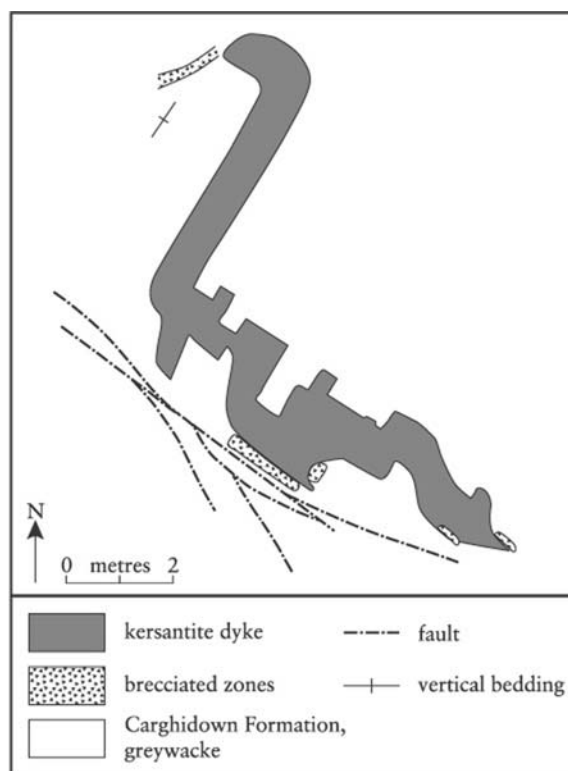 N
0 metres 2
kersantite dyke
fault
brecciated zones
vertical bedding
Carghidown Formation,
greywacke